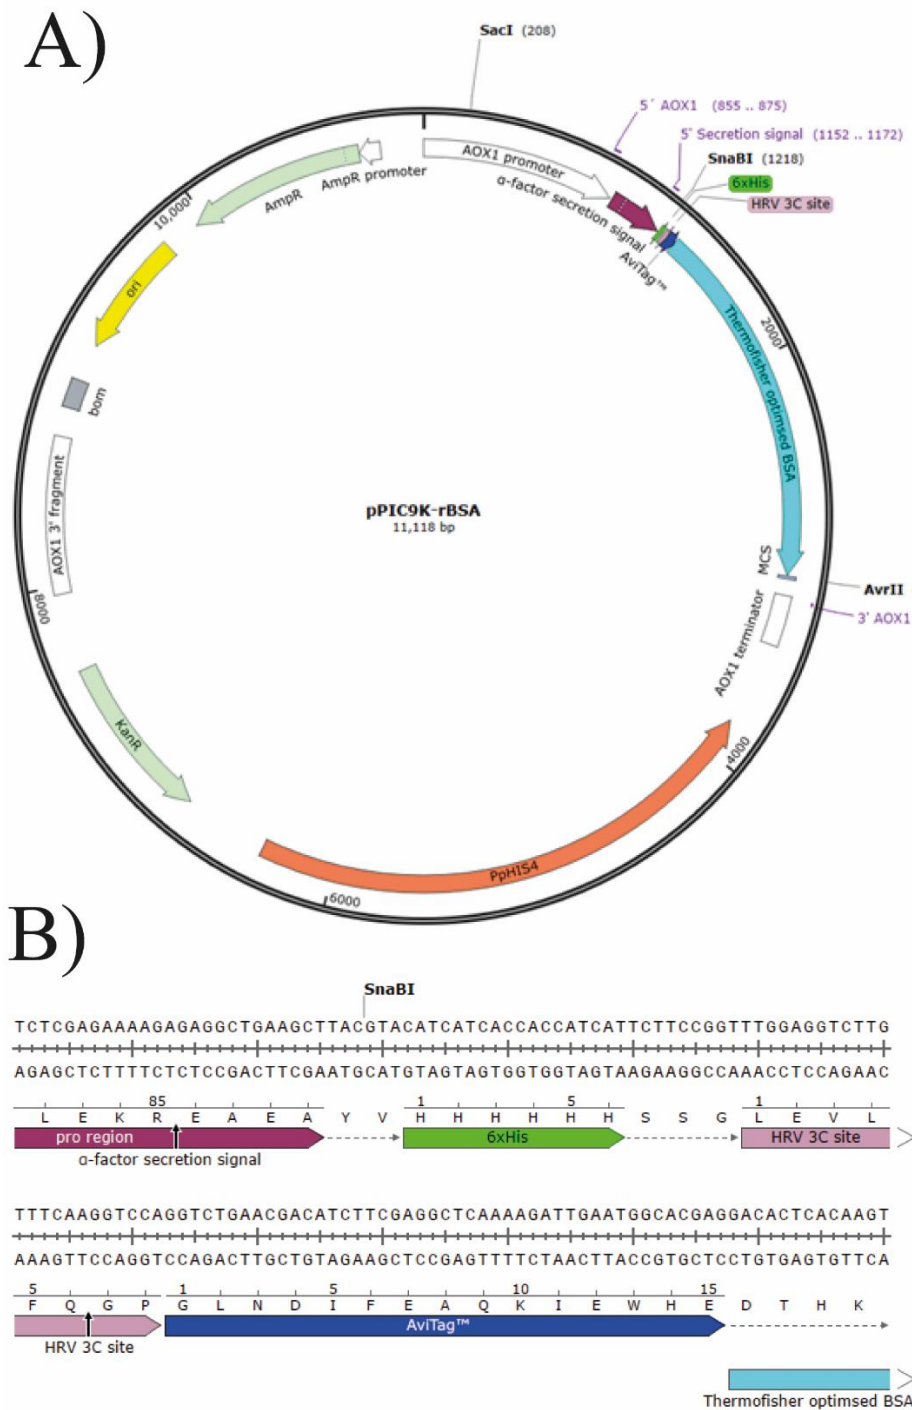 A)
SacI (208)
5´ AOX1 (855 .. 875)
5' Secretion signal (1152 .. 1172)
SnaBI (1218)
6xHis
HRV 3C site
AOX1 promoter
AmpR promoter
AmpR
α-factor secretion signal
AviTag™
10,000
ori
2000
Thermofisher optimsed BSA
bom
AOX1 3' fragment
pPIC9K-rBSA
11,118 bp
MCS
AvrII
3' AOX1
AOX1 terminator
8000
KanR
4000
PpHIS4
6000
B)
SnaBI
TCTCGAGAAAAGAGAGGCTGAAGCTTACGTACATCATCACCACCATCATTCTTCCGGTTTGGAGGTCTTG
AGAGCTCTTTTCTCTCCGACTTCGAATGCATGTAGTAGTGGTGGTAGTAAGAAGGCCAAACCTCCAGAAC
85 1 5 1
L E K R E A E A Y V H H H H H H S S G L E V L
pro region 6xHis HRV 3C site
α-factor secretion signal
TTTCAAGGTCCAGGTCTGAACGACATCTTCGAGGCTCAAAAGATTGAATGGCACGAGGACACTCACAAGT
AAAGTTCCAGGTCCAGACTTGCTGTAGAAGCTCCGAGTTTTCTAACTTACCGTGCTCCTGTGAGTGTTCA
5 1 5 10 15
F Q G P G L N D I F E A Q K I E W H E D T H K
AviTag™
HRV 3C site
Thermofisher optimsed BSA